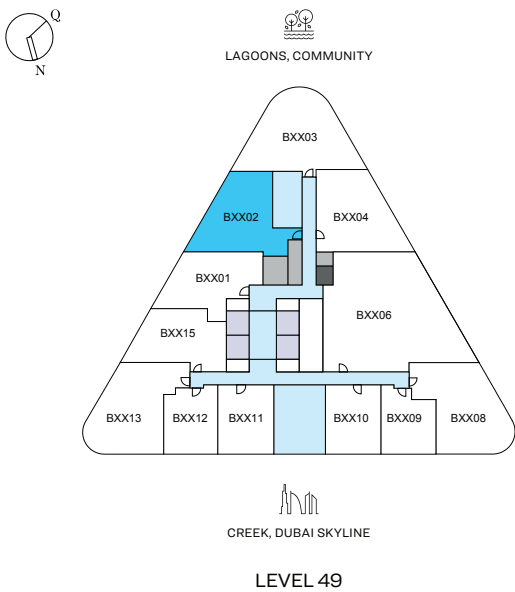 Q
N
LAGOONS, COMMUNITY
BXX03
BXX02
BXX04
BXX01
BXX06
BXX15
BXX13
BXX12
BXX11
BXX10
BXX09
BXX08
CREEK, DUBAI SKYLINE
LEVEL 49